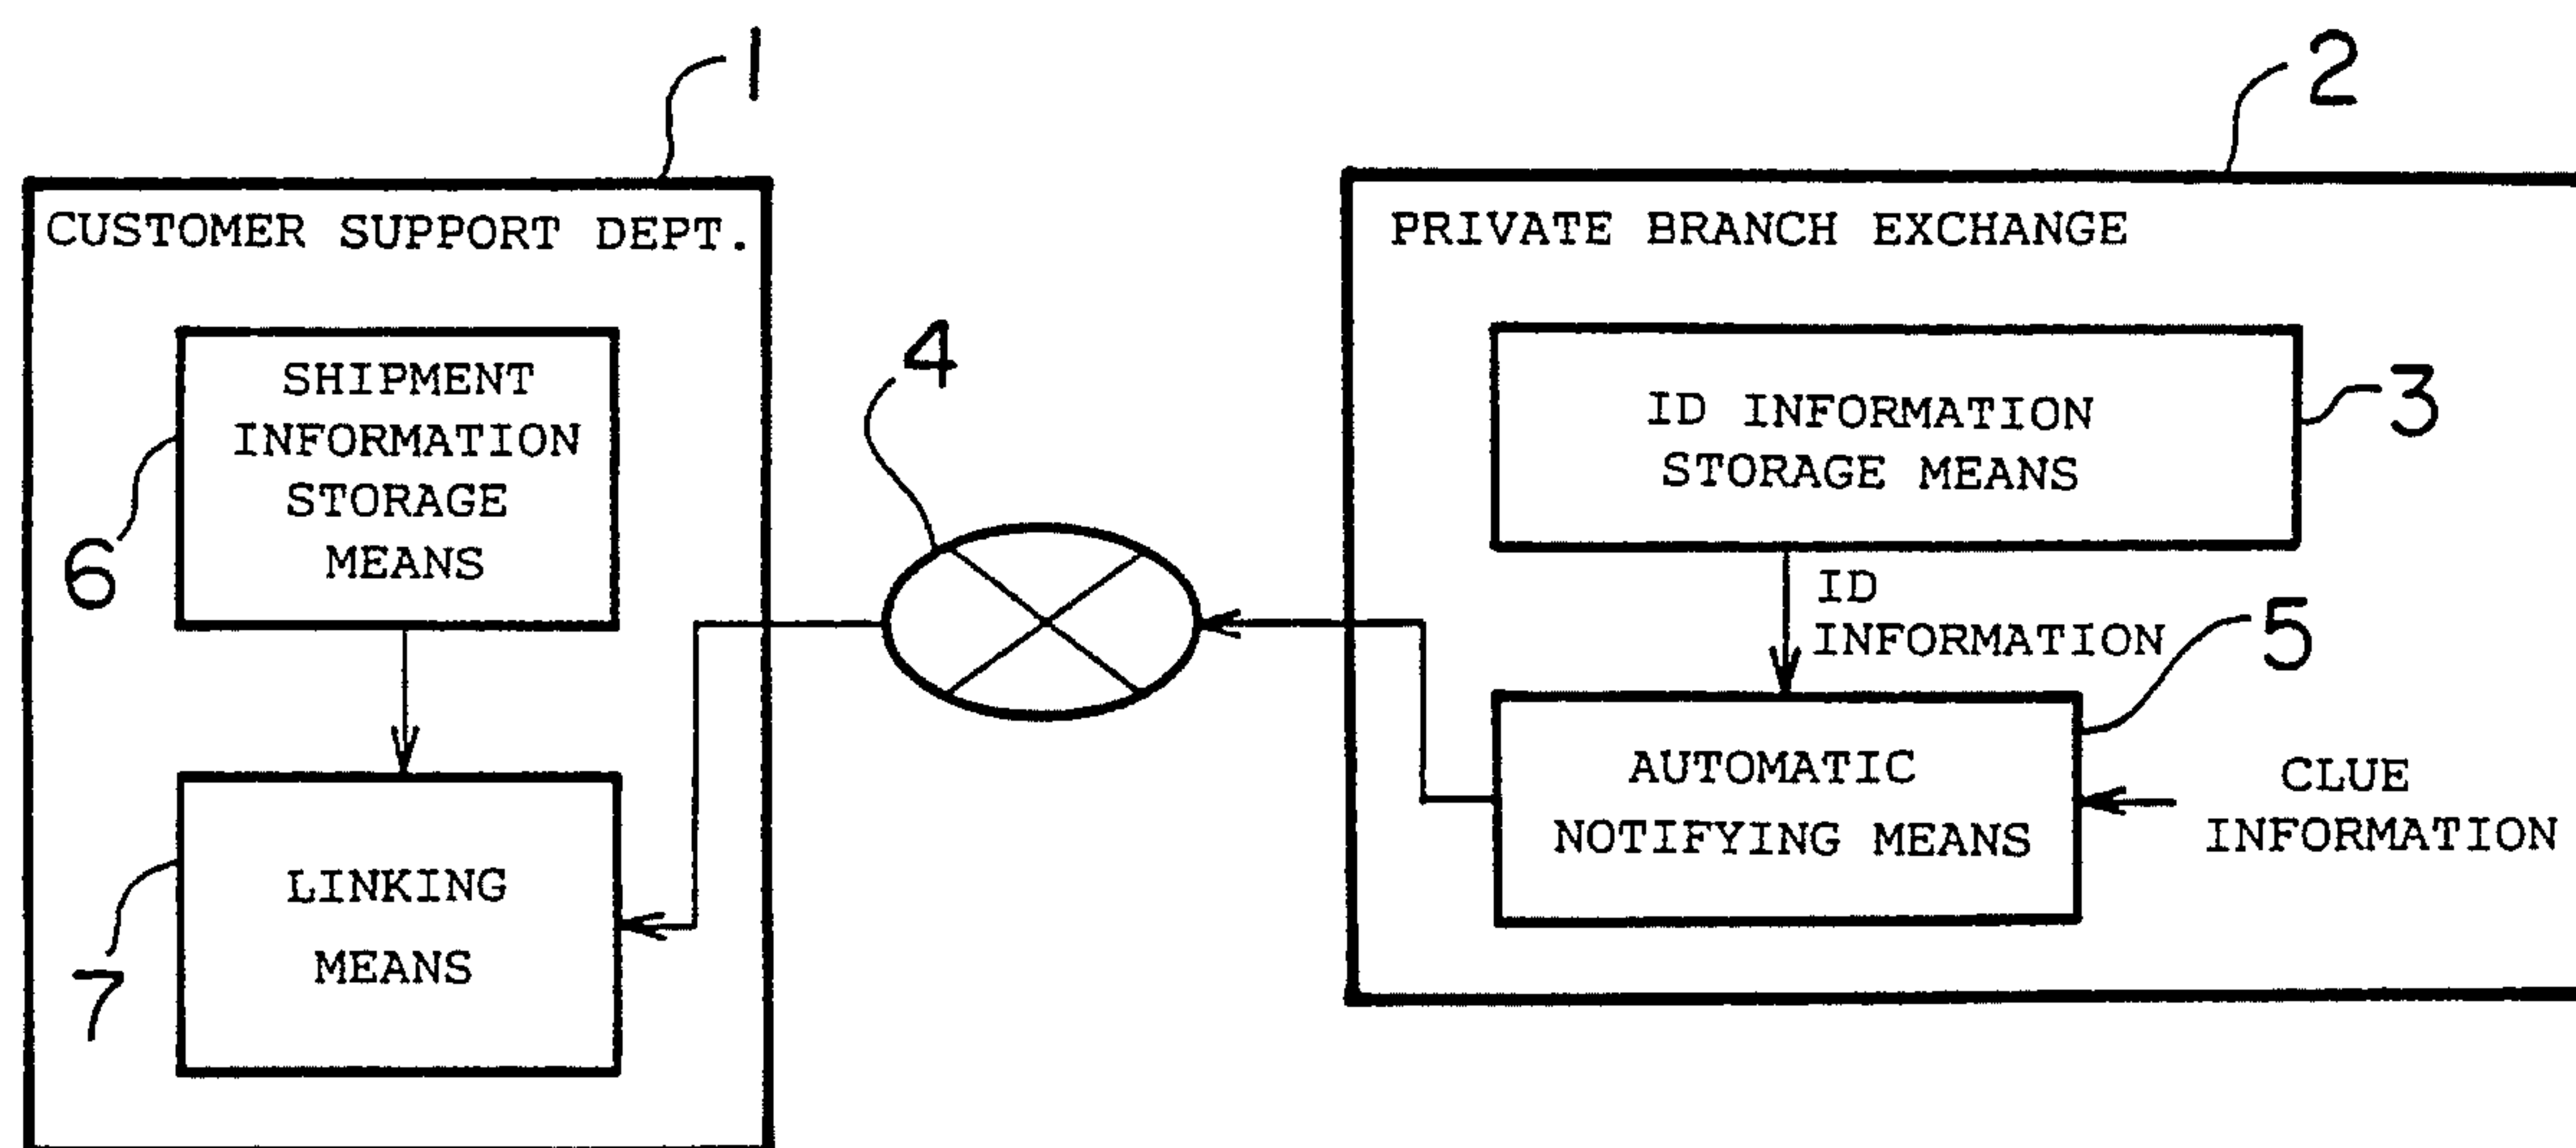 1
2
CUSTOMER SUPPORT DEPT.
PRIVATE BRANCH EXCHANGE
SHIPMENT
INFORMATION
STORAGE
MEANS
6
4
ID INFORMATION
STORAGE MEANS
3
ID
INFORMATION
5
AUTOMATIC
NOTIFYING MEANS
CLUE
INFORMATION
LINKING
MEANS
7